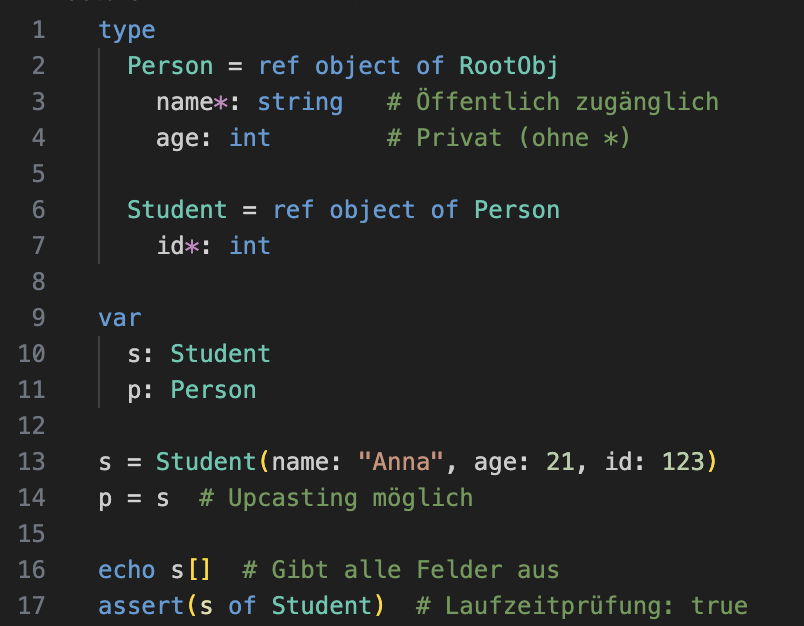 1 type
2   Person = ref object of RootObj
3     name*: string   # Öffentlich zugänglich
4     age: int        # Privat (ohne *)
5
6   Student = ref object of Person
7     id*: int
8
9 var
10   s: Student
11   p: Person
12
13 s = Student(name: "Anna", age: 21, id: 123)
14 p = s  # Upcasting möglich
15
16 echo s[]  # Gibt alle Felder aus
17 assert(s of Student)  # Laufzeitprüfung: true